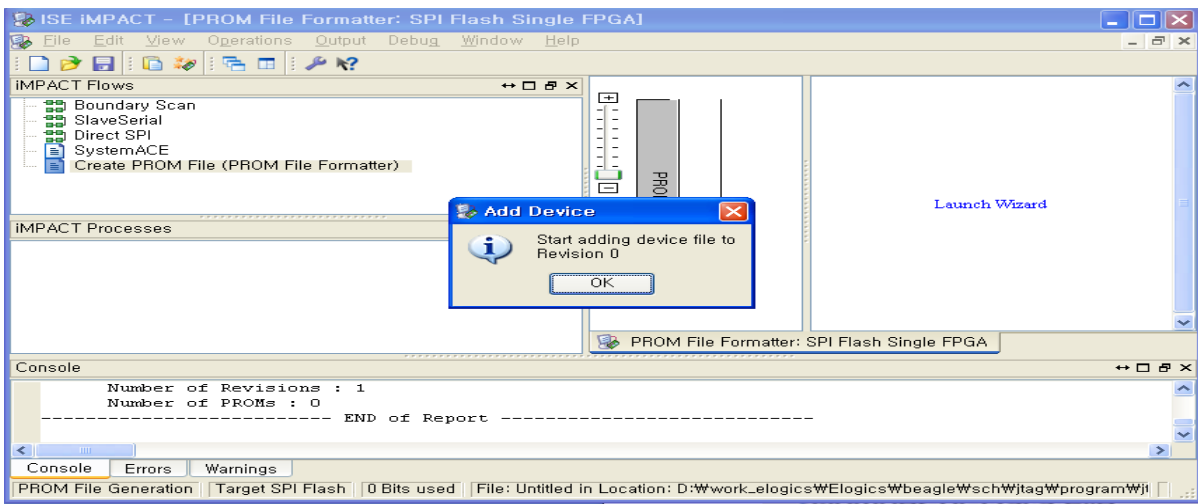 ISE iMPACT - [PROM File Formatter: SPI Flash Single FPGA]
File Edit View Operations Output Debug Window Help
iMPACT Flows
Boundary Scan
SlaveSerial
Direct SPI
SystemACE
Create PROM File (PROM File Formatter)
iMPACT Processes
Launch Wizard
Add Device
Start adding device file to
Revision 0
OK
PROM File Formatter: SPI Flash Single FPGA
Console
Number of Revisions : 1
Number of PROMs : 0
-------------------------- END of Report ----------------------------
Console Errors Warnings
PROM File Generation Target SPI Flash 0 Bits used File: Untitled in Location: D:₩work_elogics₩Elogics₩beagle₩sch₩jtag₩program₩